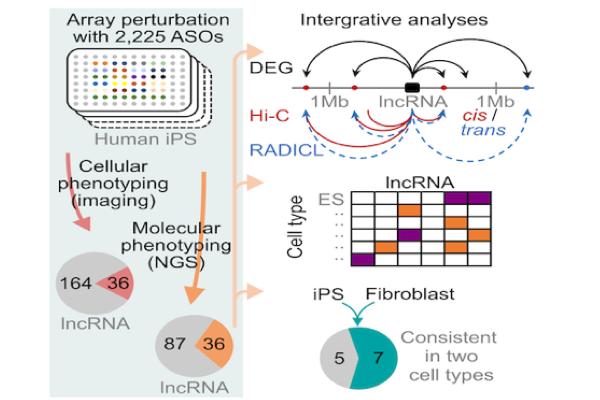 Array perturbation
with 2,225 ASOs
Human iPS
Cellular
phenotyping
(imaging)
Molecular
phenotyping
(NGS)
164 36
lncRNA
87 36
lncRNA
Intergrative analyses
DEG
1Mb lncRNA 1Mb
Hi-C
cis /
trans
RADICL
lncRNA
ES
Cell type
iPS Fibroblast
5 7
Consistent
in two
cell types